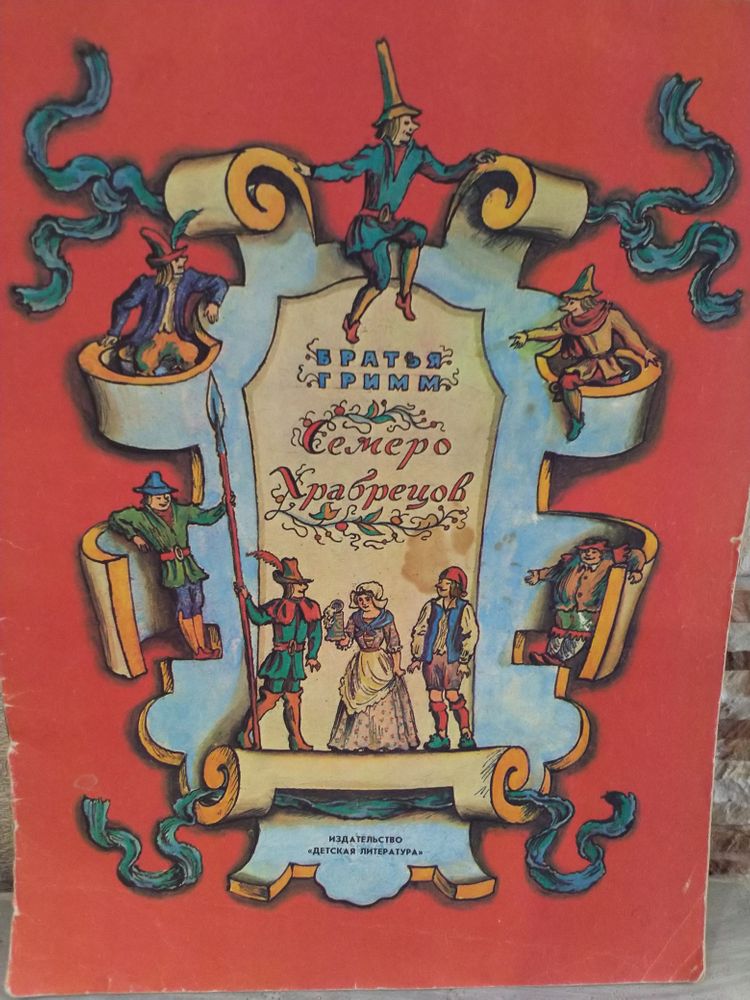 БРАТЬЯ
ГРИММ
Семеро
Храбрецов
ИЗДАТЕЛЬСТВО
«ДЕТСКАЯ ЛИТЕРАТУРА»